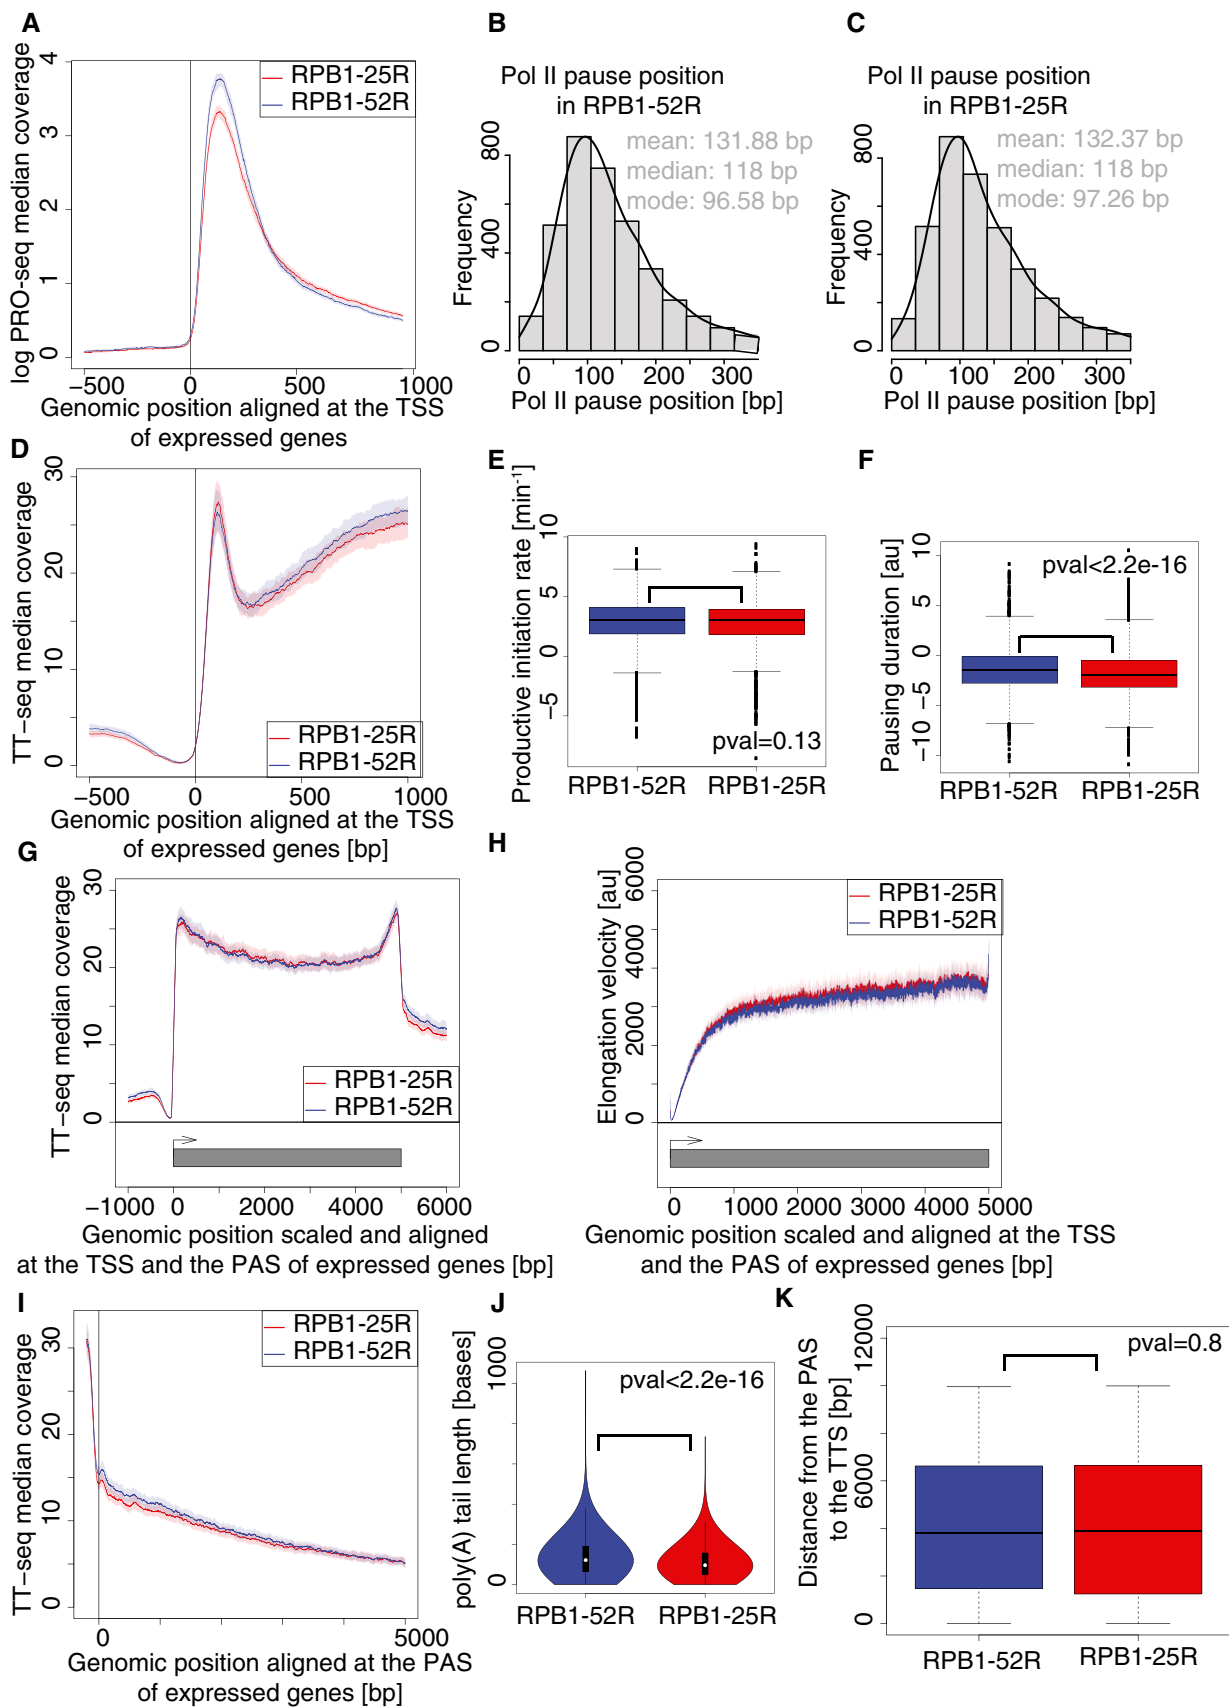 A
log PRO-seq median coverage
0 1 2 3 4
RPB1-25R
RPB1-52R
−500 0 500 1000
Genomic position aligned at the TSS
of expressed genes
B
Pol II pause position
in RPB1-52R
mean: 131.88 bp
median: 118 bp
mode: 96.58 bp
Frequency
0 400 800
0 100 200 300
Pol II pause position [bp]
C
Pol II pause position
in RPB1-25R
mean: 132.37 bp
median: 118 bp
mode: 97.26 bp
Frequency
0 400 800
0 100 200 300
Pol II pause position [bp]
D
TT−seq median coverage
0 10 20 30
RPB1-25R
RPB1-52R
−500 0 500 1000
Genomic position aligned at the TSS
of expressed genes [bp]
E
Productive initiation rate [min⁻¹]
−5 0 5 10
pval=0.13
RPB1-52R RPB1-25R
F
Pausing duration [au]
−10 −5 0 5 10
pval<2.2e-16
RPB1-52R RPB1-25R
G
TT−seq median coverage
0 10 20 30
RPB1-25R
RPB1-52R
−1000 0 2000 4000 6000
Genomic position scaled and aligned
at the TSS and the PAS of expressed genes [bp]
H
Elongation velocity [au]
0 2000 4000 6000
RPB1-25R
RPB1-52R
0 1000 2000 3000 4000 5000
Genomic position scaled and aligned at the TSS
and the PAS of expressed genes [bp]
I
TT−seq median coverage
0 10 20 30
RPB1-25R
RPB1-52R
0 5000
Genomic position aligned at the PAS
of expressed genes [bp]
J
poly(A) tail length [bases]
0 1000
pval<2.2e-16
RPB1-52R RPB1-25R
K
Distance from the PAS
to the TTS [bp]
0 6000 12000
pval=0.8
RPB1-52R RPB1-25R